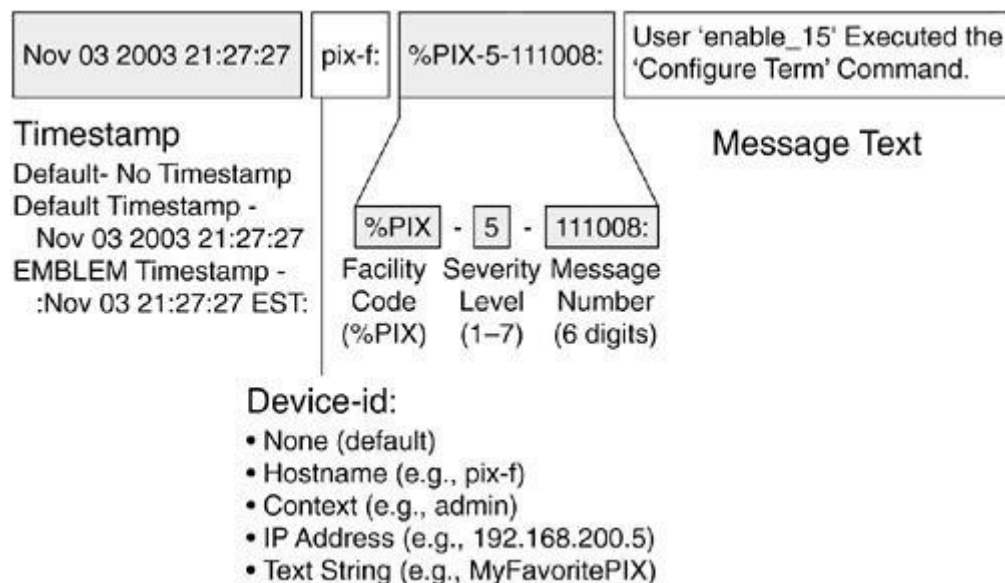 Nov 03 2003 21:27:27 pix-f: %PIX-5-111008: User 'enable_15' Executed the
'Configure Term' Command.
Timestamp
Default- No Timestamp
Default Timestamp -
Nov 03 2003 21:27:27
EMBLEM Timestamp -
:Nov 03 21:27:27 EST:
Message Text
%PIX - 5 - 111008:
Facility Severity Message
Code Level Number
(%PIX) (1–7) (6 digits)
Device-id:
• None (default)
• Hostname (e.g., pix-f)
• Context (e.g., admin)
• IP Address (e.g., 192.168.200.5)
• Text String (e.g., MyFavoritePIX)